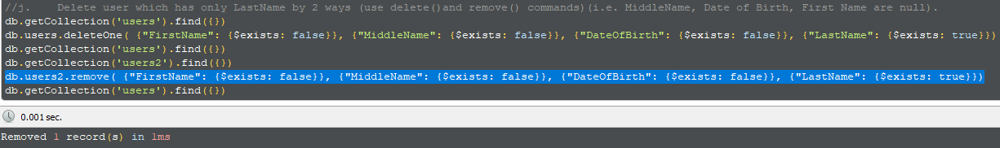 //j.    Delete user which has only LastName by 2 ways (use delete()and remove() commands)(i.e. MiddleName, Date of Birth, First Name are null).
db.getCollection('users').find({})
db.users.deleteOne( {"FirstName": {$exists: false}}, {"MiddleName": {$exists: false}}, {"DateOfBirth": {$exists: false}}, {"LastName": {$exists: true}})
db.getCollection('users').find({})
db.getCollection('users2').find({})
db.users2.remove( {"FirstName": {$exists: false}}, {"MiddleName": {$exists: false}}, {"DateOfBirth": {$exists: false}}, {"LastName": {$exists: true}})
db.getCollection('users').find({})
0.001 sec.
Removed 1 record(s) in 1ms